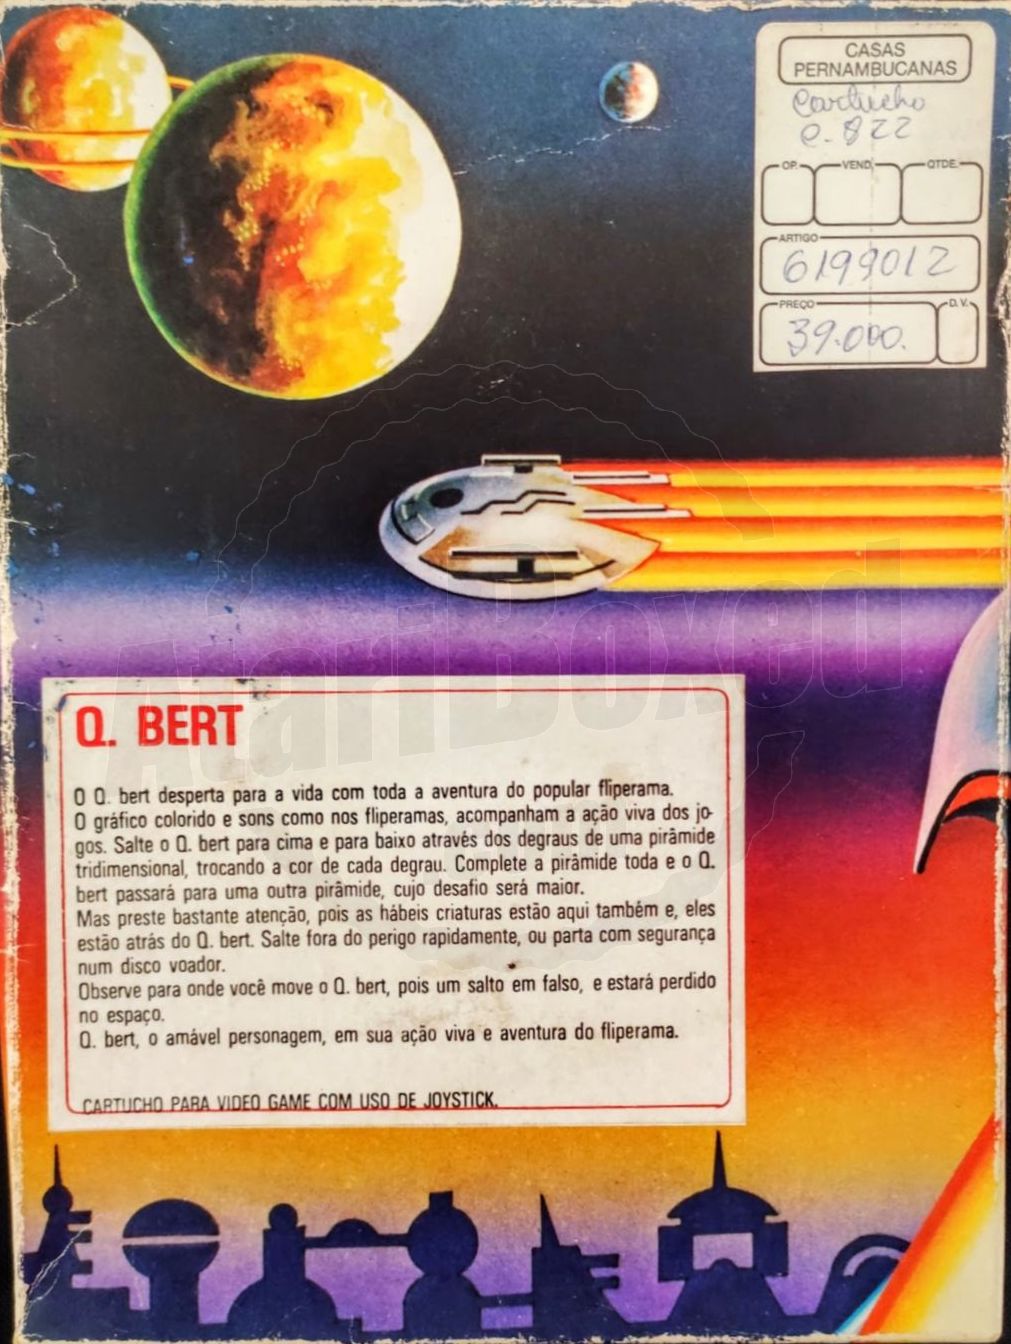 CASAS
PERNAMBUCANAS
Cartucho
c. 822
OP. VEND. QTDE.
ARTIGO
6199012
PREÇO D.V.
39.000.
AtariBoxed
Q. BERT
O Q. bert desperta para a vida com toda a aventura do popular fliperama.
O gráfico colorido e sons como nos fliperamas, acompanham a ação viva dos jo-
gos. Salte o Q. bert para cima e para baixo através dos degraus de uma pirâmide
tridimensional, trocando a cor de cada degrau. Complete a pirâmide toda e o Q.
bert passará para uma outra pirâmide, cujo desafio será maior.
Mas preste bastante atenção, pois as hábeis criaturas estão aqui também e, eles
estão atrás do Q. bert. Salte fora do perigo rapidamente, ou parta com segurança
num disco voador.
Observe para onde você move o Q. bert, pois um salto em falso, e estará perdido
no espaço.
Q. bert, o amável personagem, em sua ação viva e aventura do fliperama.
CARTUCHO PARA VIDEO GAME COM USO DE JOYSTICK.